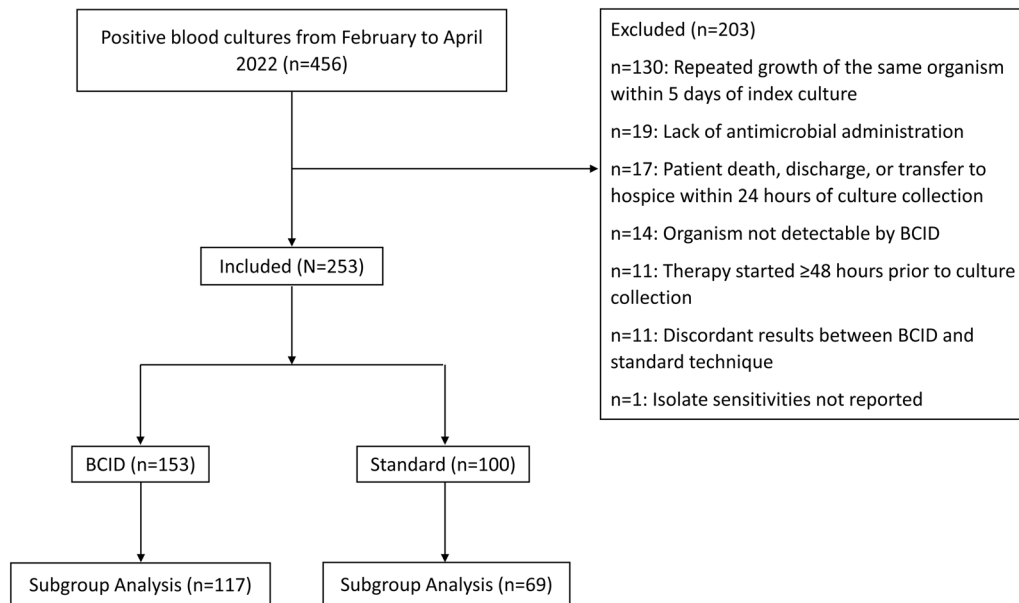 Positive blood cultures from February to April
2022 (n=456)
Excluded (n=203)
n=130: Repeated growth of the same organism
within 5 days of index culture
n=19: Lack of antimicrobial administration
n=17: Patient death, discharge, or transfer to
hospice within 24 hours of culture collection
n=14: Organism not detectable by BCID
n=11: Therapy started ≥48 hours prior to culture
collection
n=11: Discordant results between BCID and
standard technique
n=1: Isolate sensitivities not reported
Included (N=253)
BCID (n=153)
Standard (n=100)
Subgroup Analysis (n=117)
Subgroup Analysis (n=69)